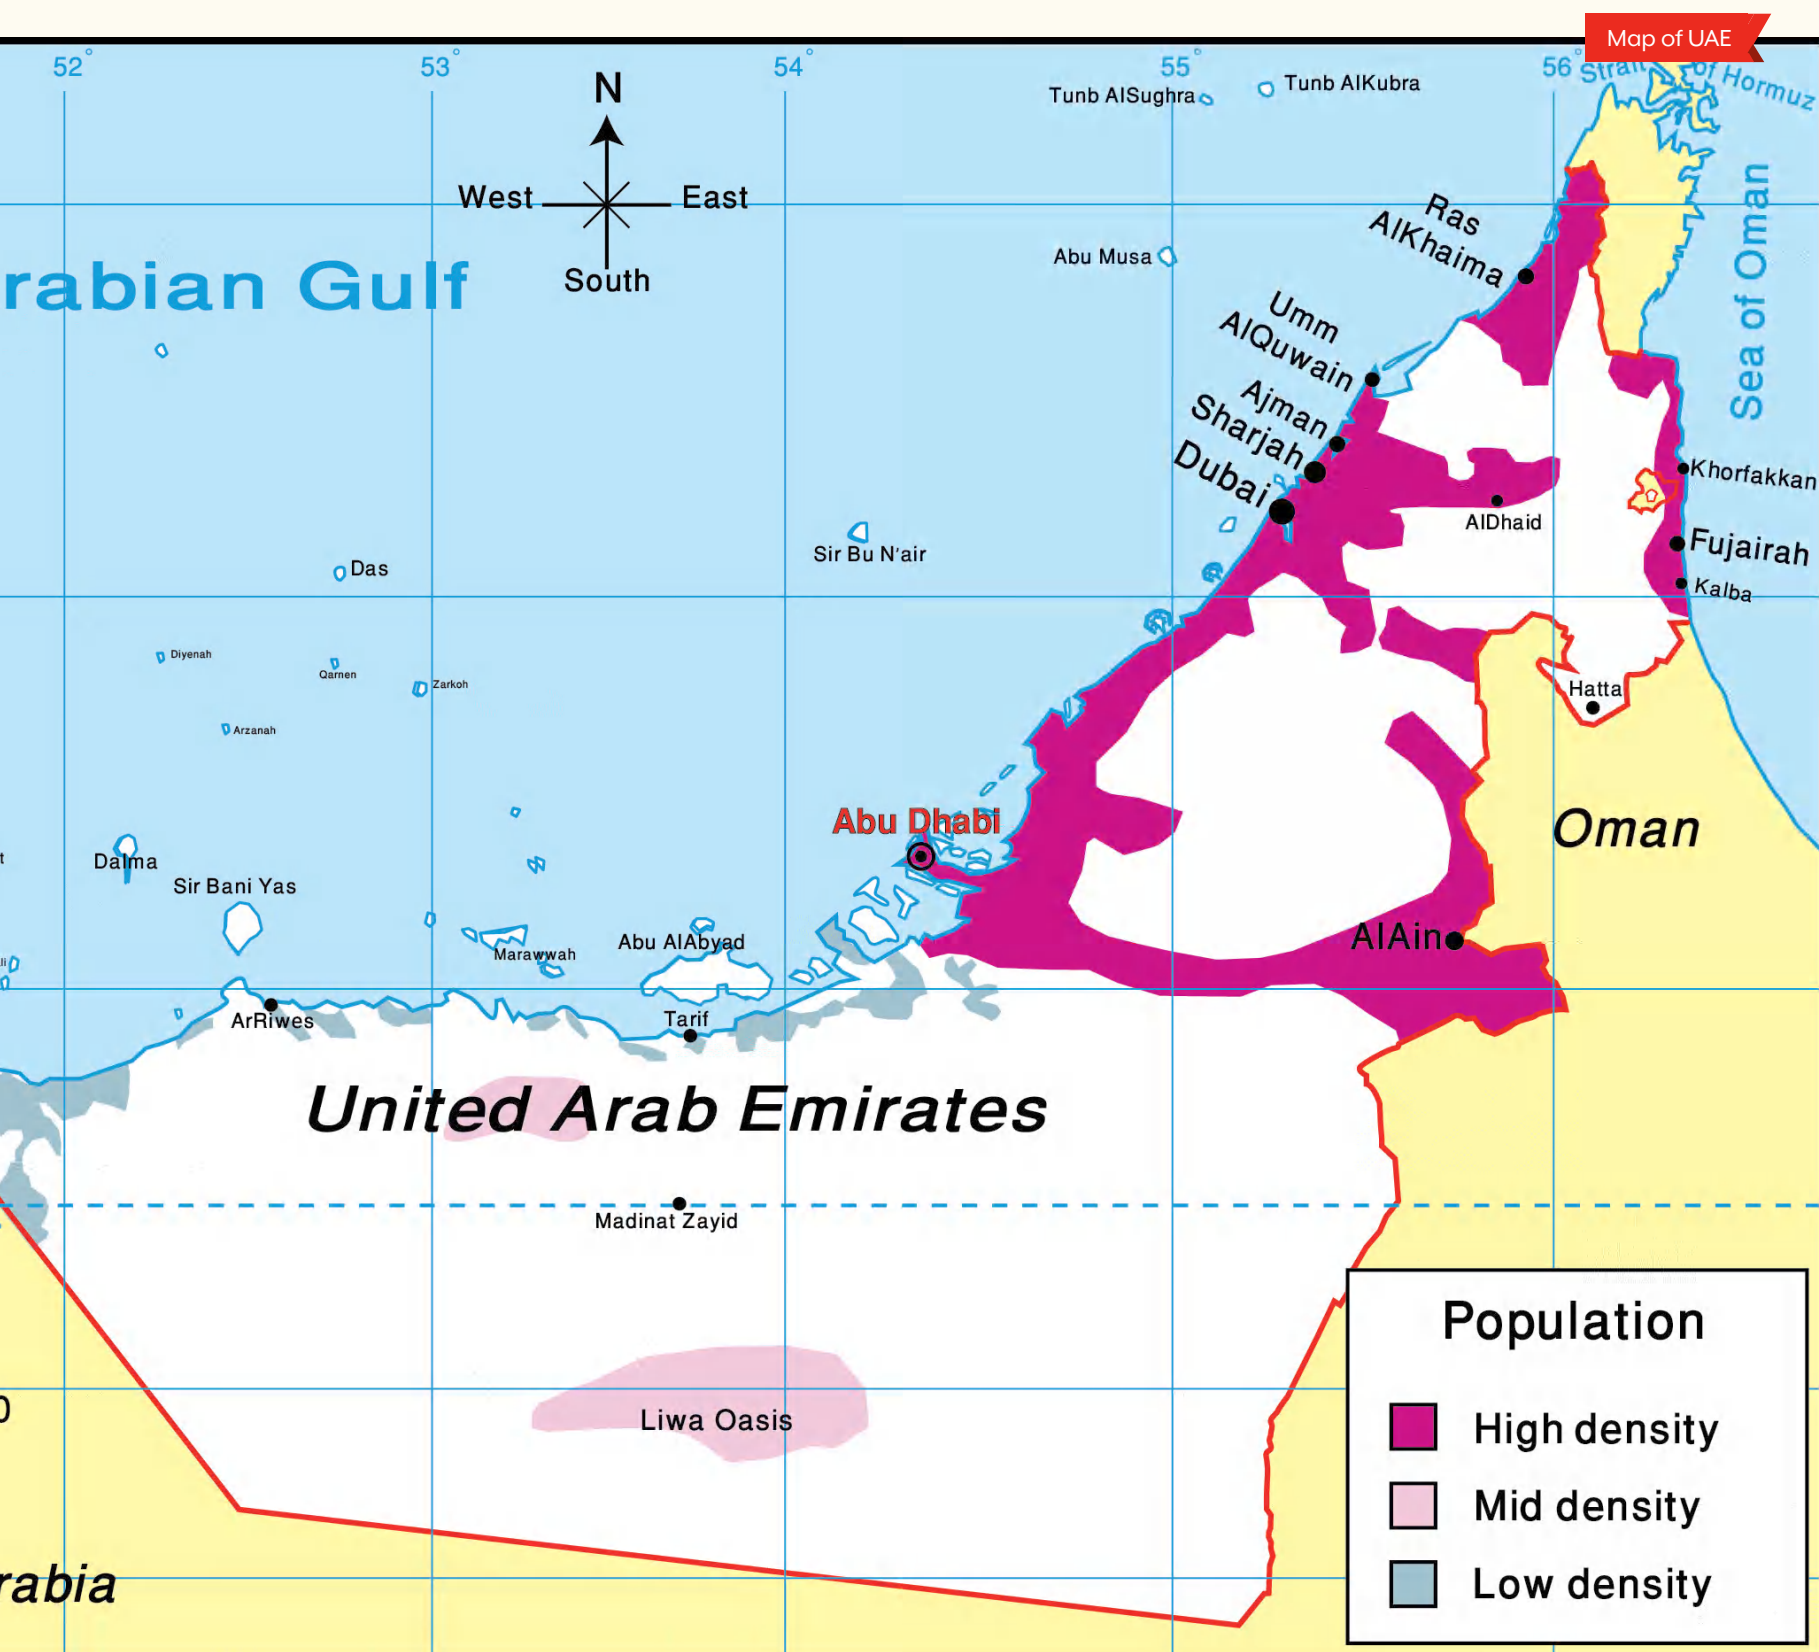 Map of UAE
52°
53°
54°
55°
56°
Strait of Hormuz
N
West
East
South
Tunb AlSughra
Tunb AlKubra
Abu Musa
rabian Gulf
Sea of Oman
Ras
AlKhaima
Umm
AlQuwain
Ajman
Sharjah
Dubai
Khorfakkan
AlDhaid
Fujairah
Kalba
Hatta
Sir Bu N'air
Das
Diyenah
Qarnen
Zarkoh
Arzanah
Abu Dhabi
Oman
t
Dalma
Sir Bani Yas
AlAin
Abu AlAbyad
Marawwah
li
ArRiwes
Tarif
United Arab Emirates
Madinat Zayid
Liwa Oasis
rabia
Population
High density
Mid density
Low density